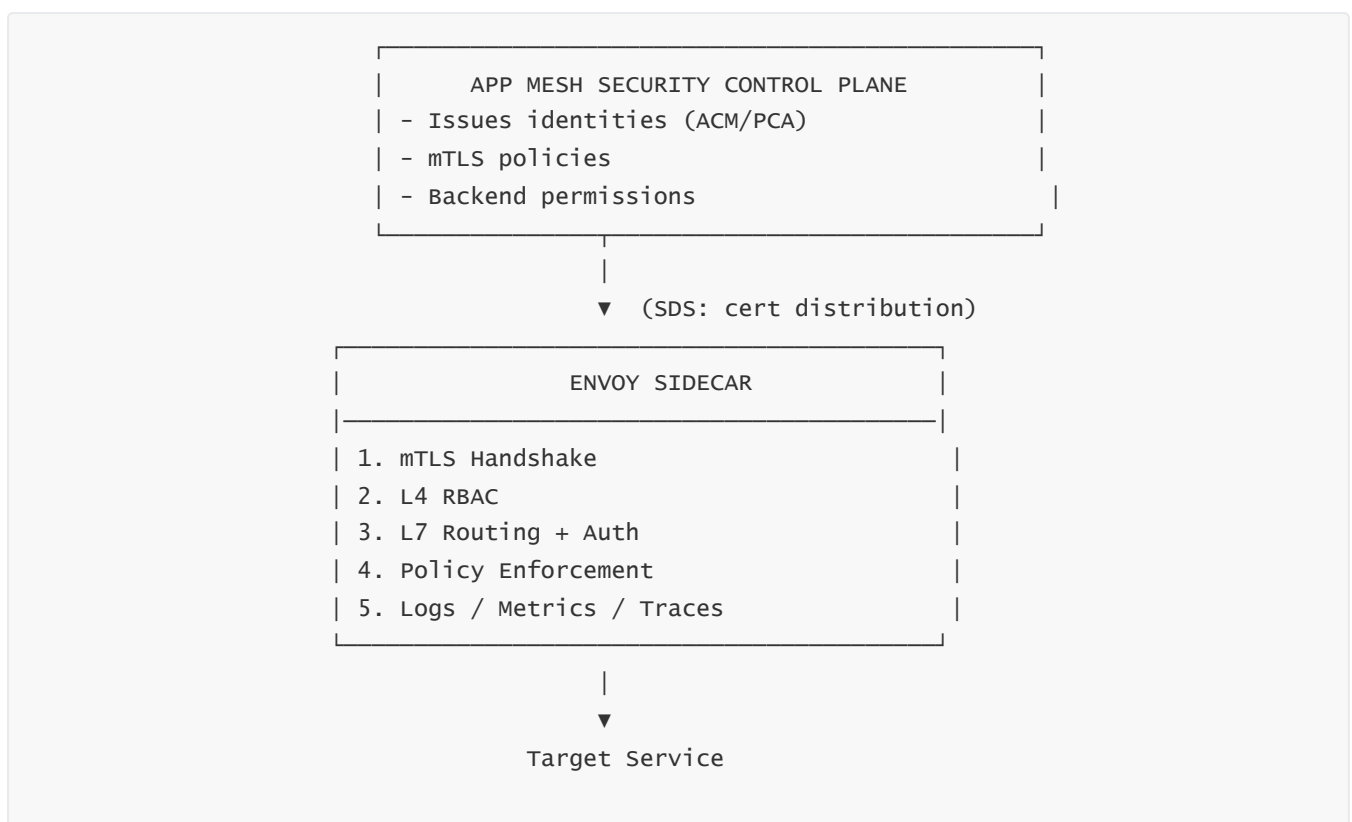 APP MESH SECURITY CONTROL PLANE
- Issues identities (ACM/PCA)
- mTLS policies
- Backend permissions
(SDS: cert distribution)
ENVOY SIDECAR
1. mTLS Handshake
2. L4 RBAC
3. L7 Routing + Auth
4. Policy Enforcement
5. Logs / Metrics / Traces
Target Service